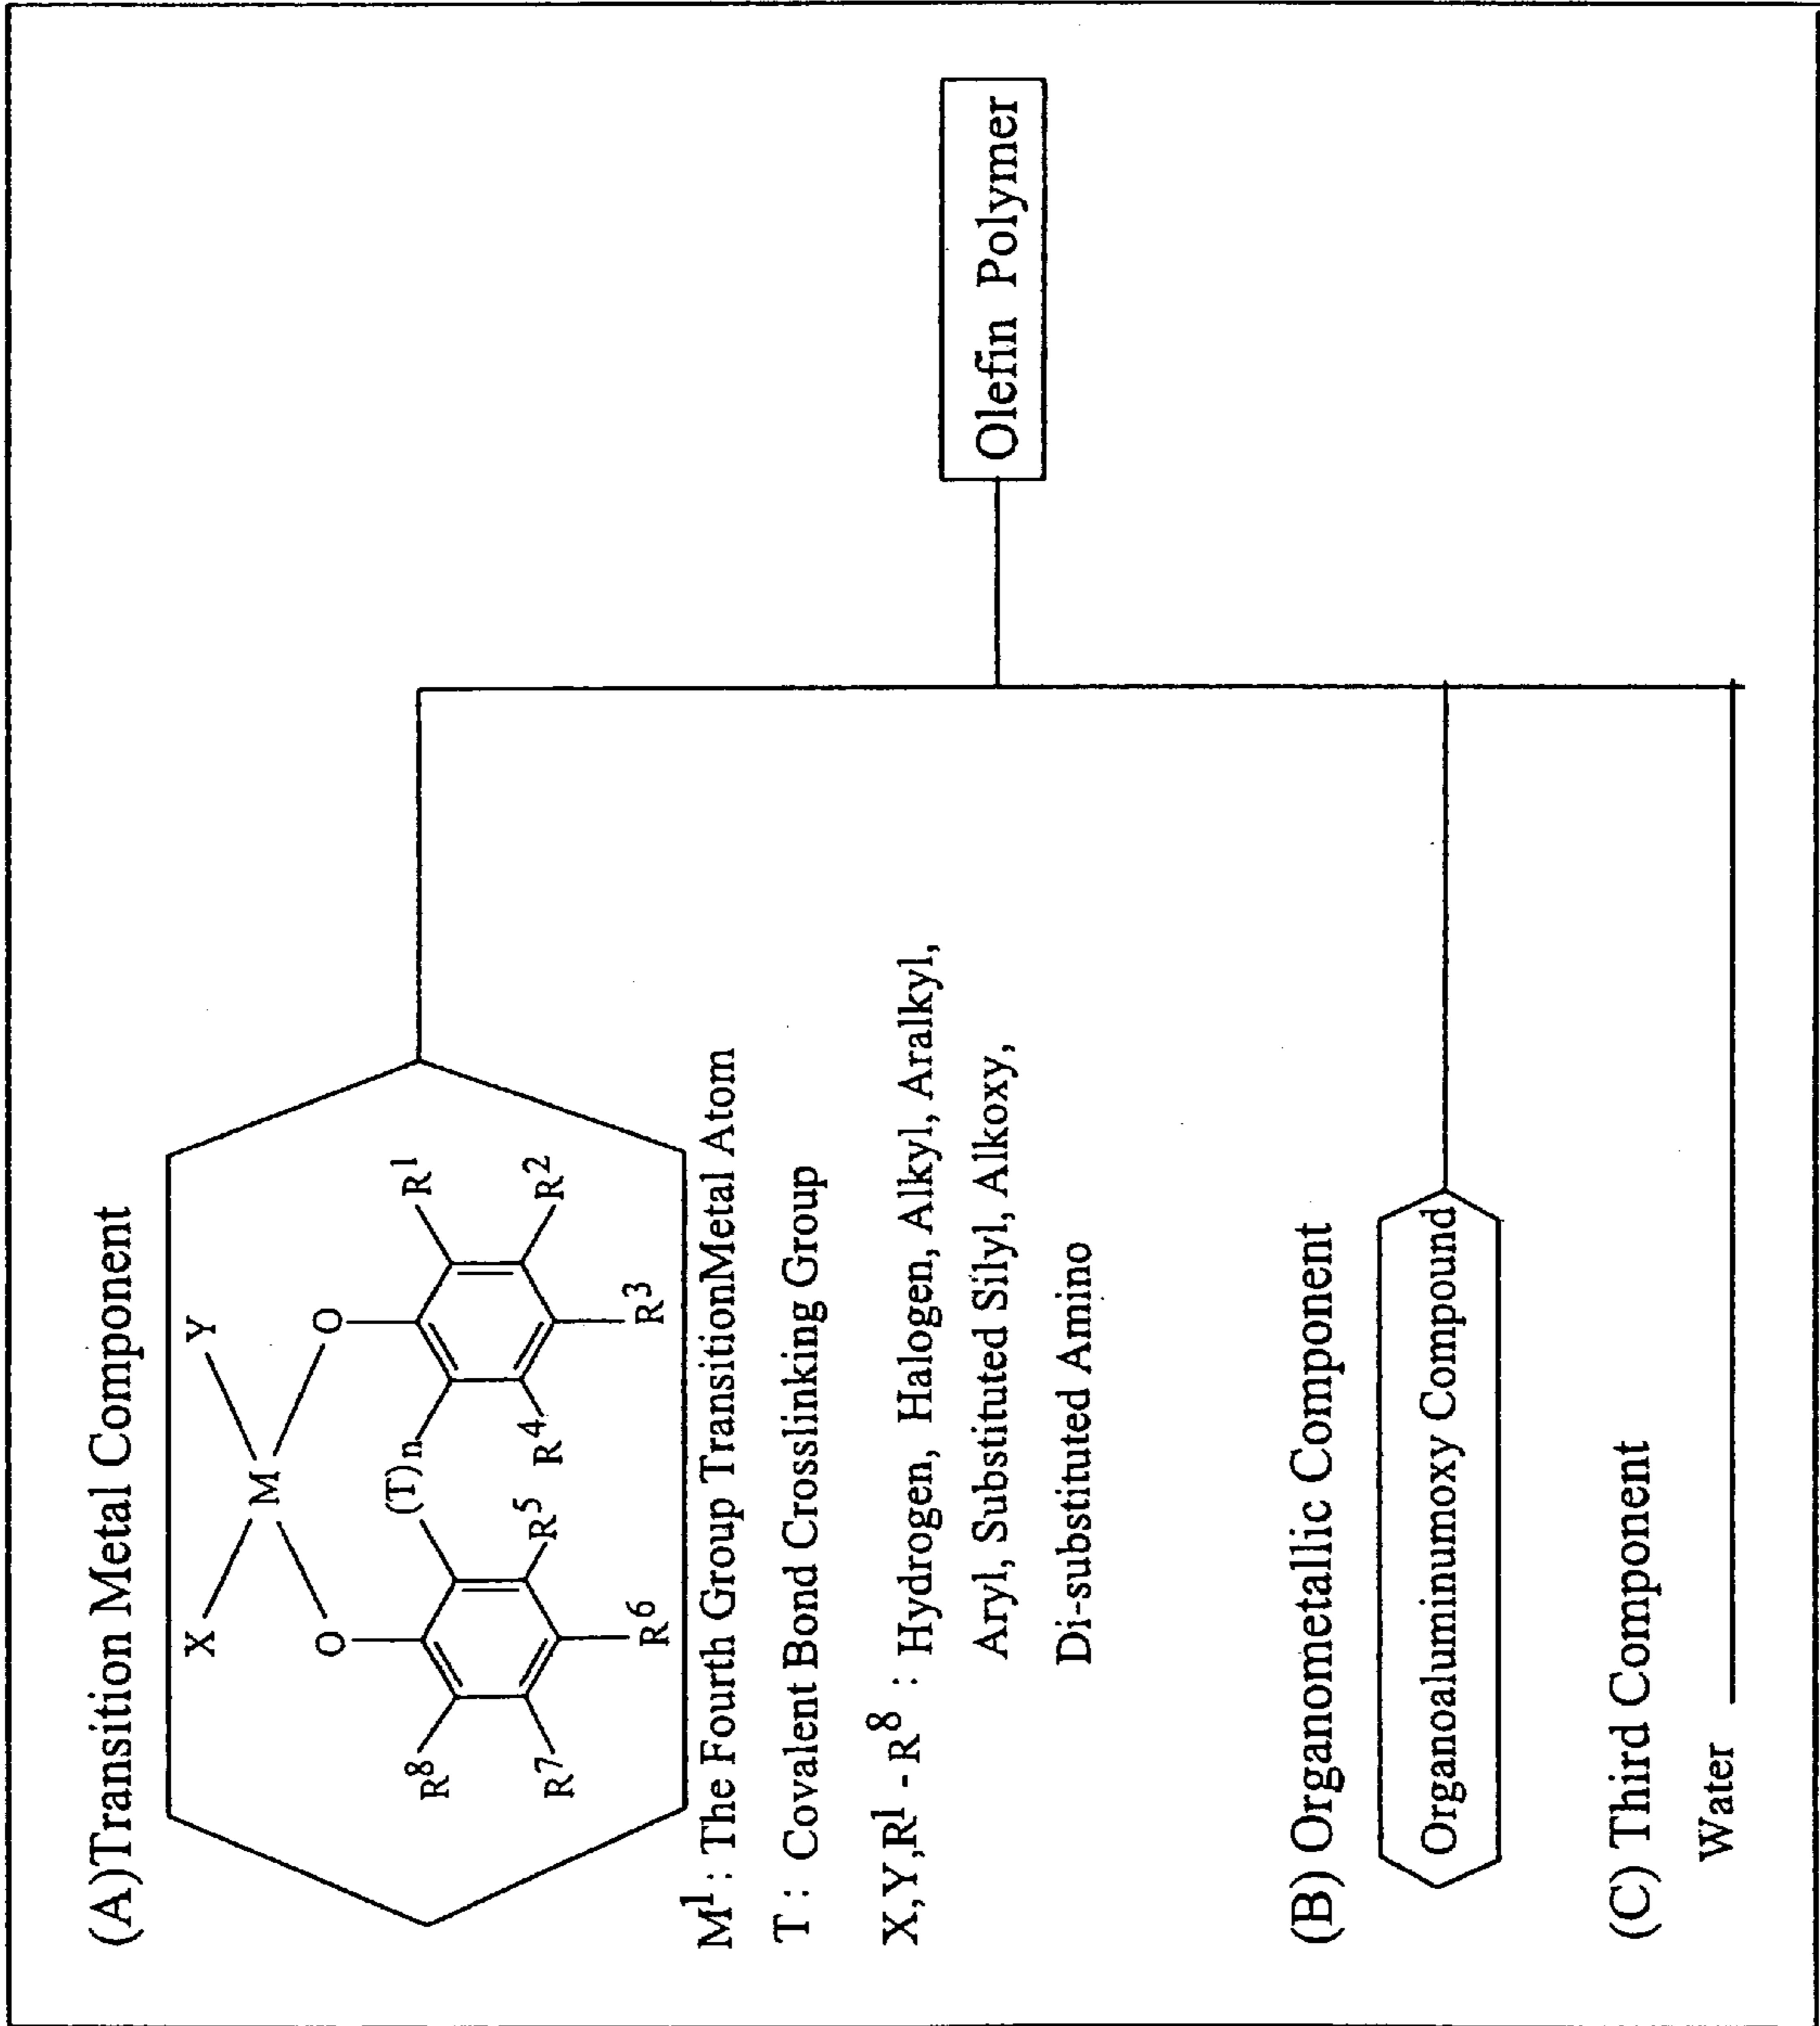 (A)Transition Metal Component
X
Y
M
O
O
(T)n
R8
R7
R6
R5
R4
R3
R2
R1
M1: The Fourth Group TransitionMetal Atom
T : Covalent Bond Crosslinking Group
X,Y,R1 - R8 : Hydrogen, Halogen, Alkyl, Aralkyl,
Aryl, Substituted Silyl, Alkoxy,
Di-substituted Amino
(B) Organometallic Component
Organoaluminumoxy Compound
(C) Third Component
Water
Olefin Polymer